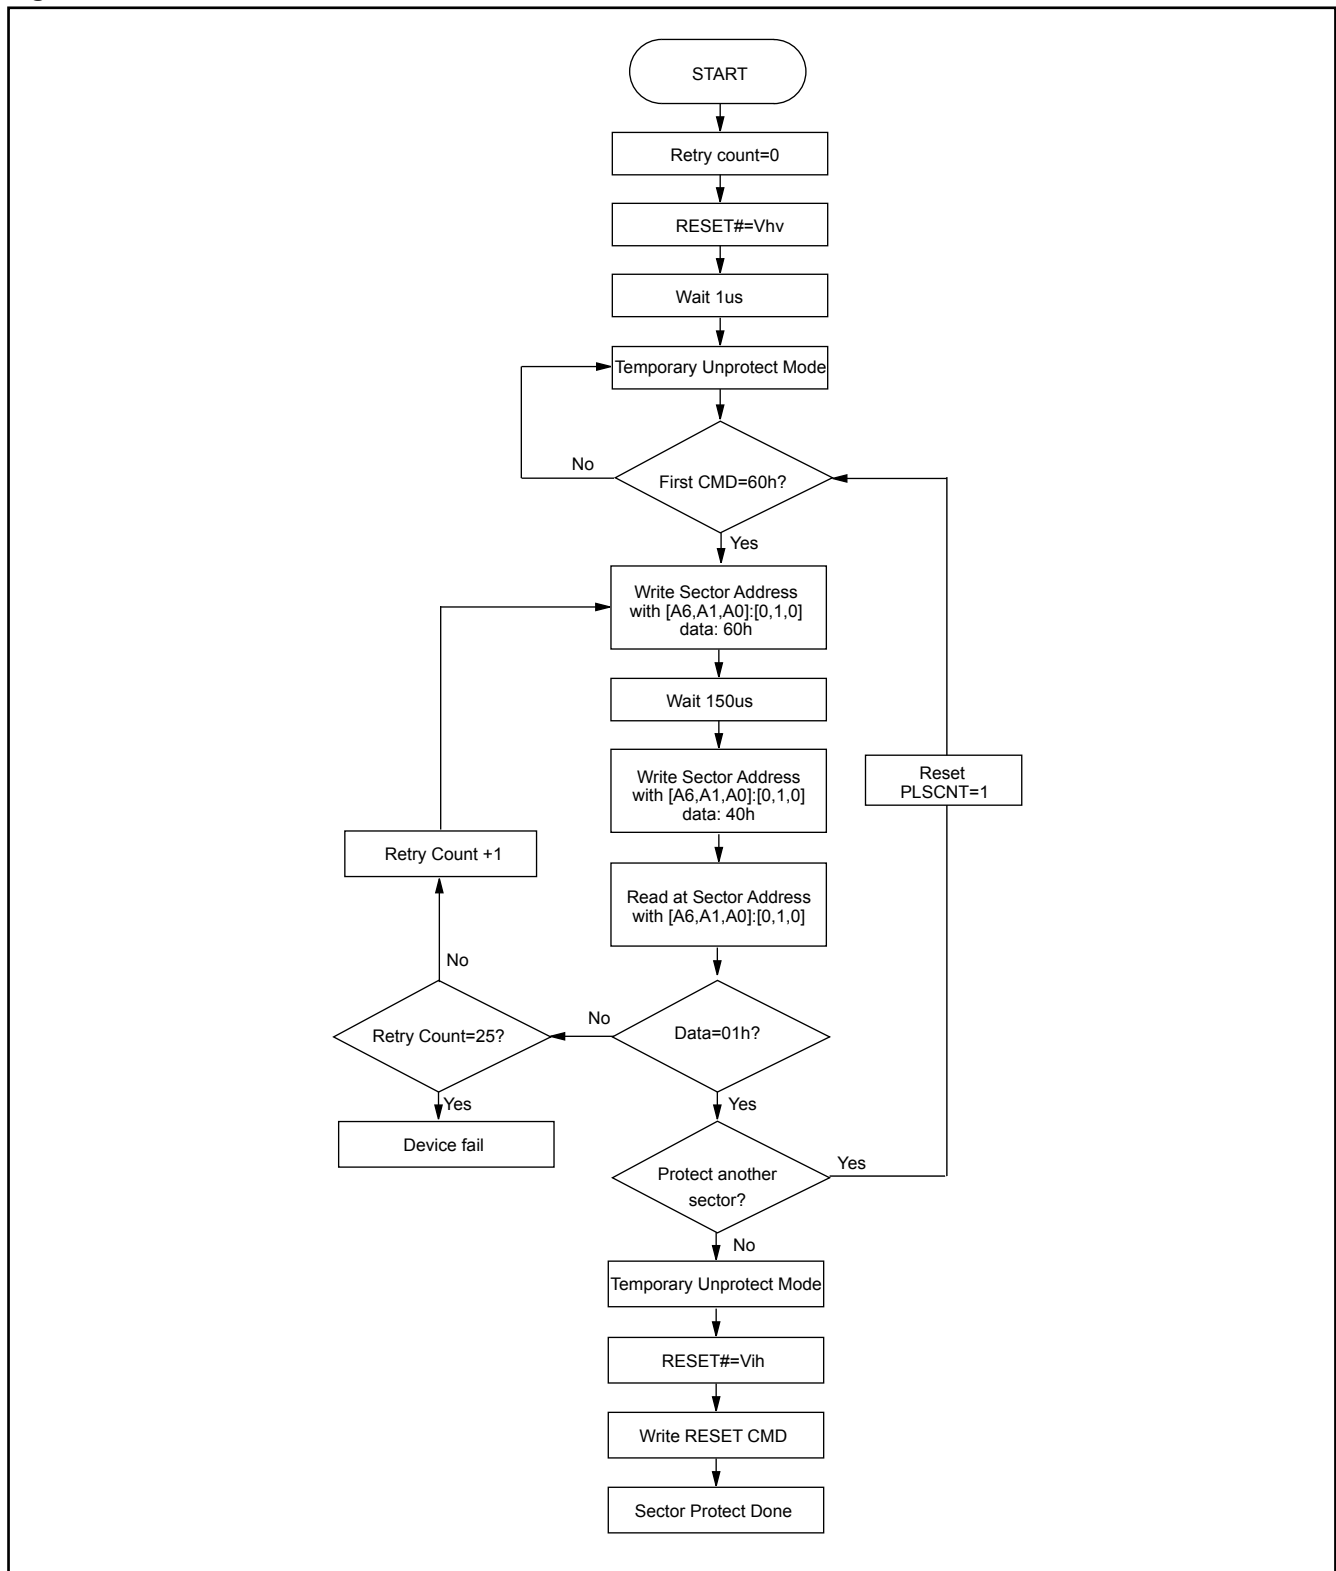 START
Retry count=0
RESET#=Vhv
Wait 1us
Temporary Unprotect Mode
No
First CMD=60h?
Yes
Write Sector Address
with [A6,A1,A0]:[0,1,0]
data: 60h
Wait 150us
Reset
PLSCNT=1
Write Sector Address
with [A6,A1,A0]:[0,1,0]
data: 40h
Retry Count +1
Read at Sector Address
with [A6,A1,A0]:[0,1,0]
No
Retry Count=25?
No
Data=01h?
Yes
Yes
Device fail
Protect another
sector?
Yes
No
Temporary Unprotect Mode
RESET#=Vih
Write RESET CMD
Sector Protect Done